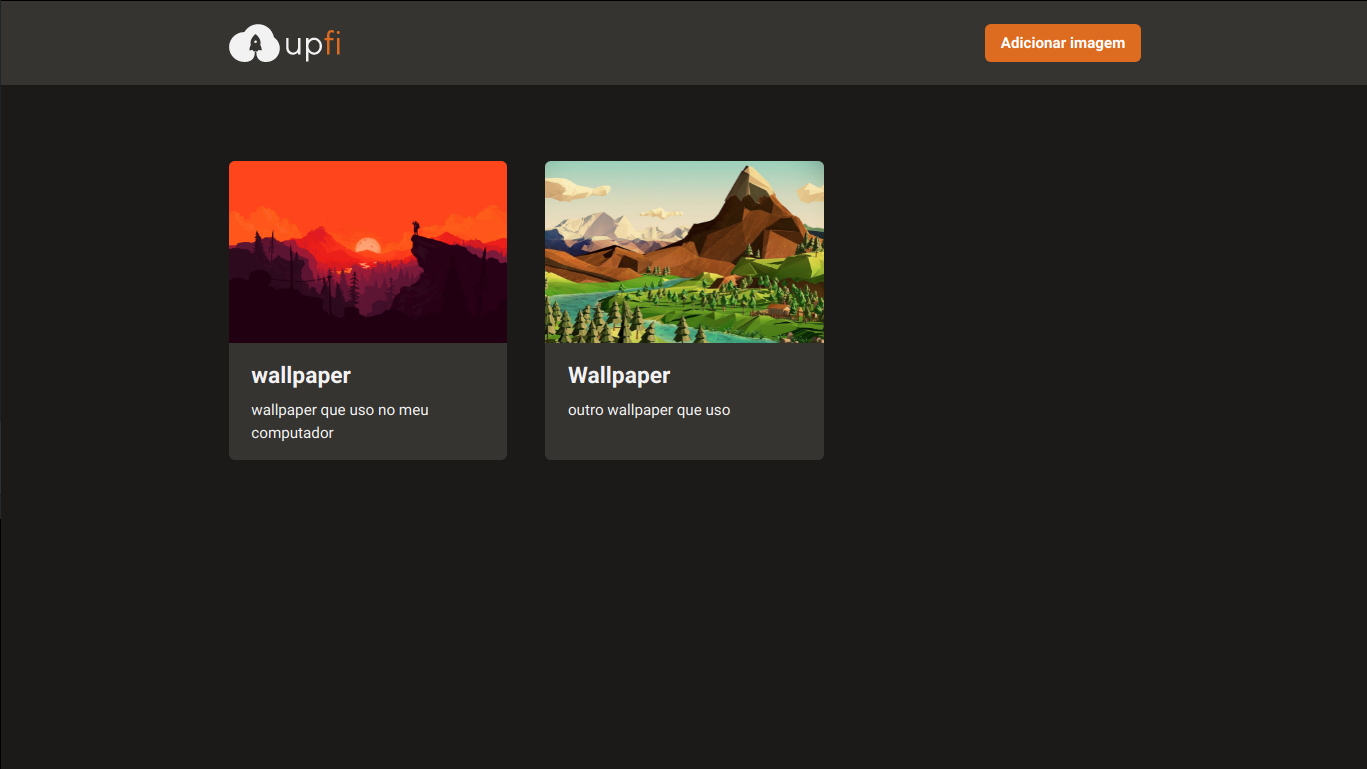 upfi
Adicionar imagem
wallpaper
wallpaper que uso no meu
computador
Wallpaper
outro wallpaper que uso